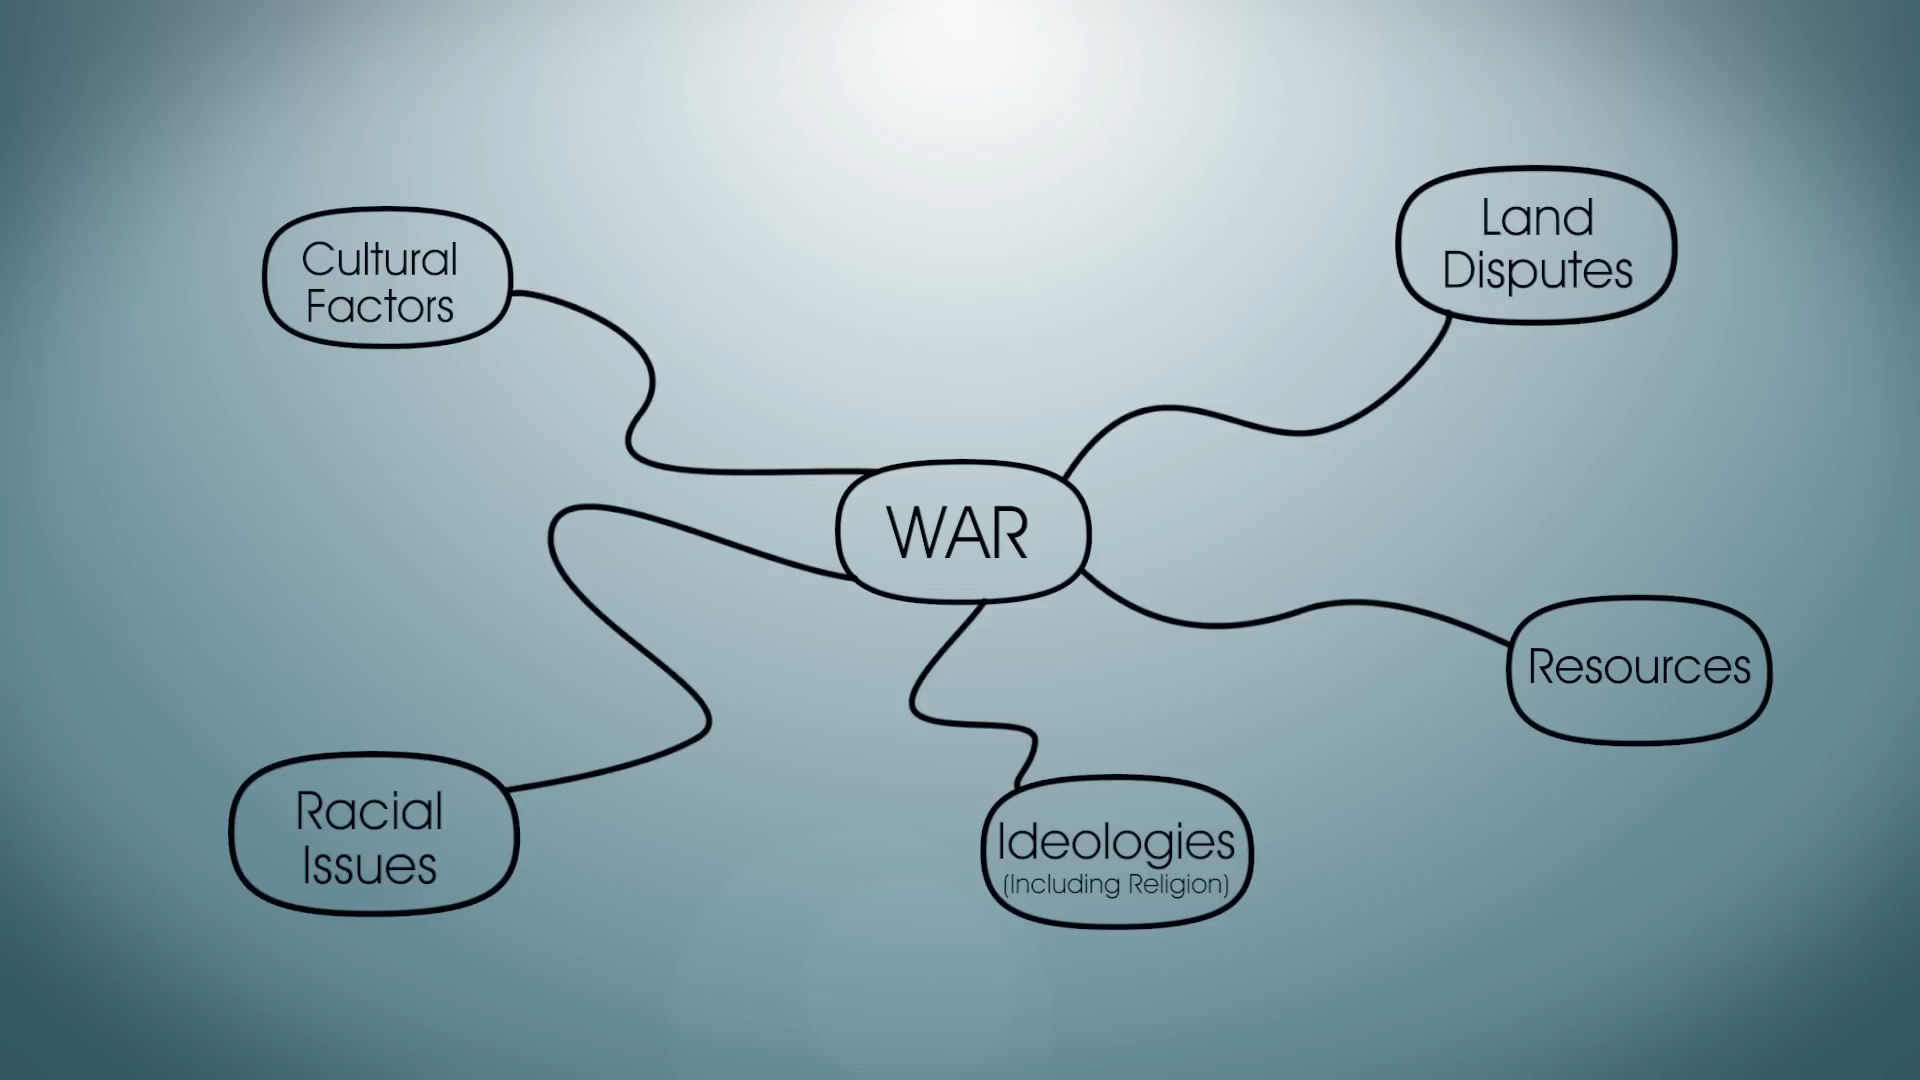 Cultural
Factors
Land
Disputes
WAR
Resources
Racial
Issues
Ideologies
(Including Religion)